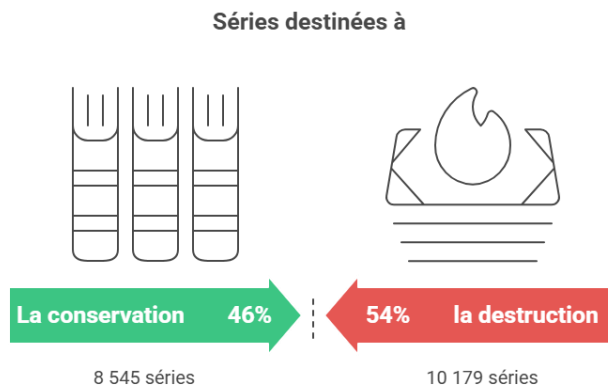 Séries destinées à
La conservation 46%
54% la destruction
8 545 séries
10 179 séries